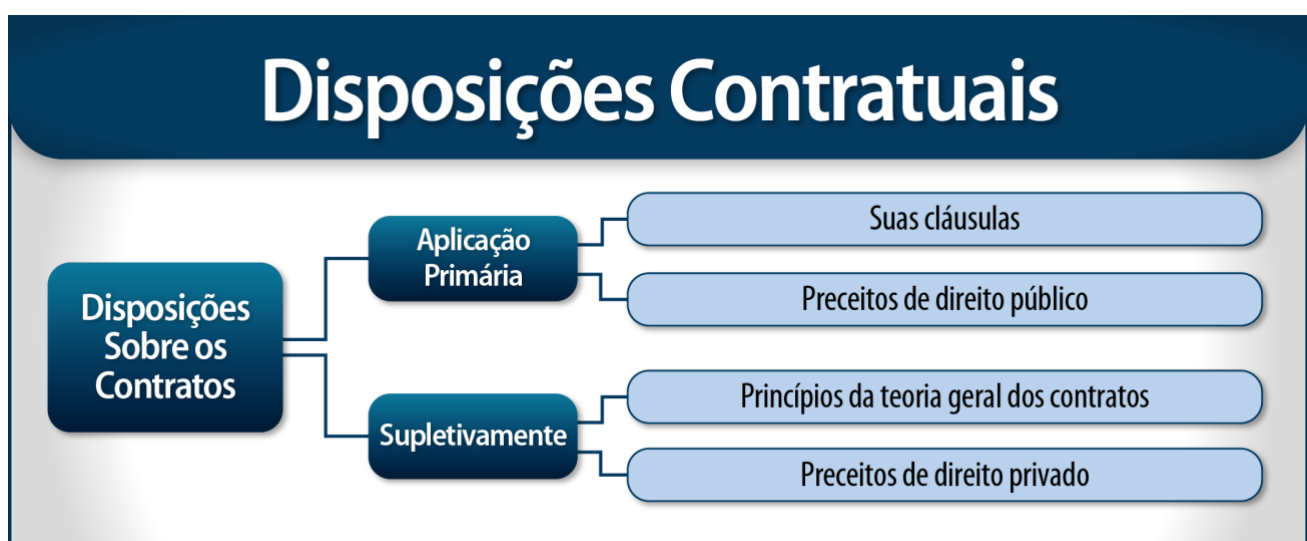 Disposições Contratuais
Disposições
Sobre os
Contratos
Aplicação
Primária
Suas cláusulas
Preceitos de direito público
Supletivamente
Princípios da teoria geral dos contratos
Preceitos de direito privado